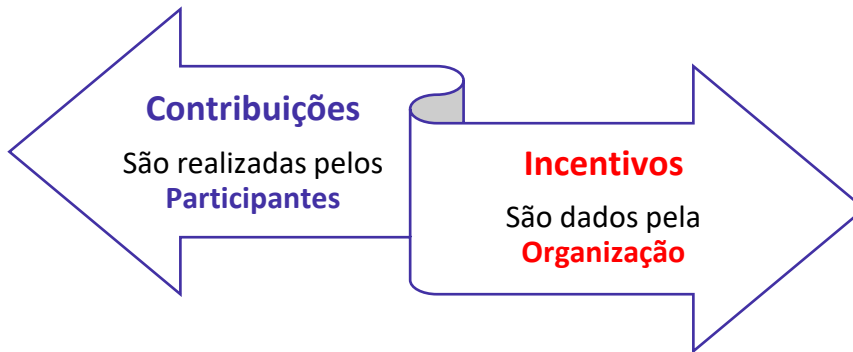 Contribuições
São realizadas pelos
Participantes
Incentivos
São dados pela
Organização